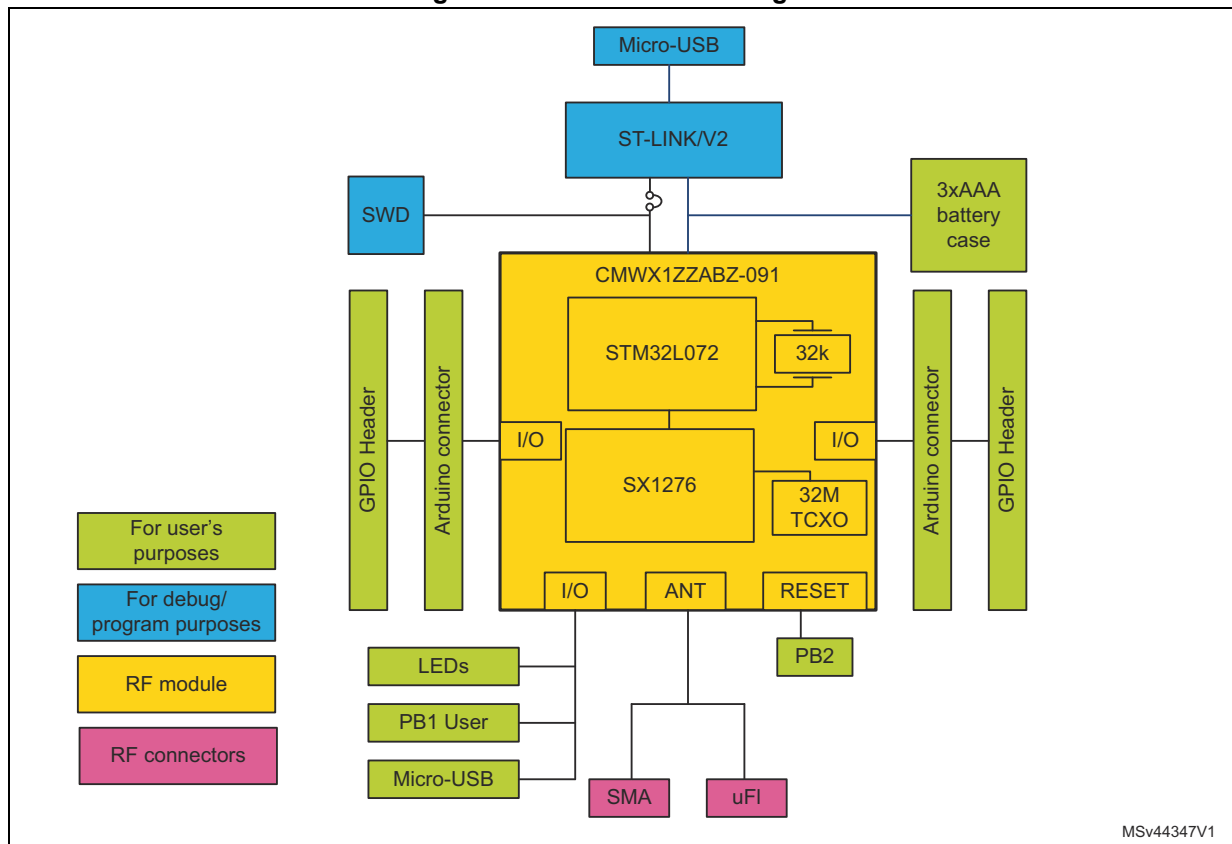 Micro-USB
ST-LINK/V2
SWD
3xAAA
battery
case
CMWX1ZZABZ-091
STM32L072
32k
GPIO Header
Arduino connector
I/O
SX1276
32M
TCXO
I/O
Arduino connector
GPIO Header
I/O
ANT
RESET
PB2
LEDs
PB1 User
Micro-USB
SMA
uFl
For user's
purposes
For debug/
program purposes
RF module
RF connectors
MSv44347V1